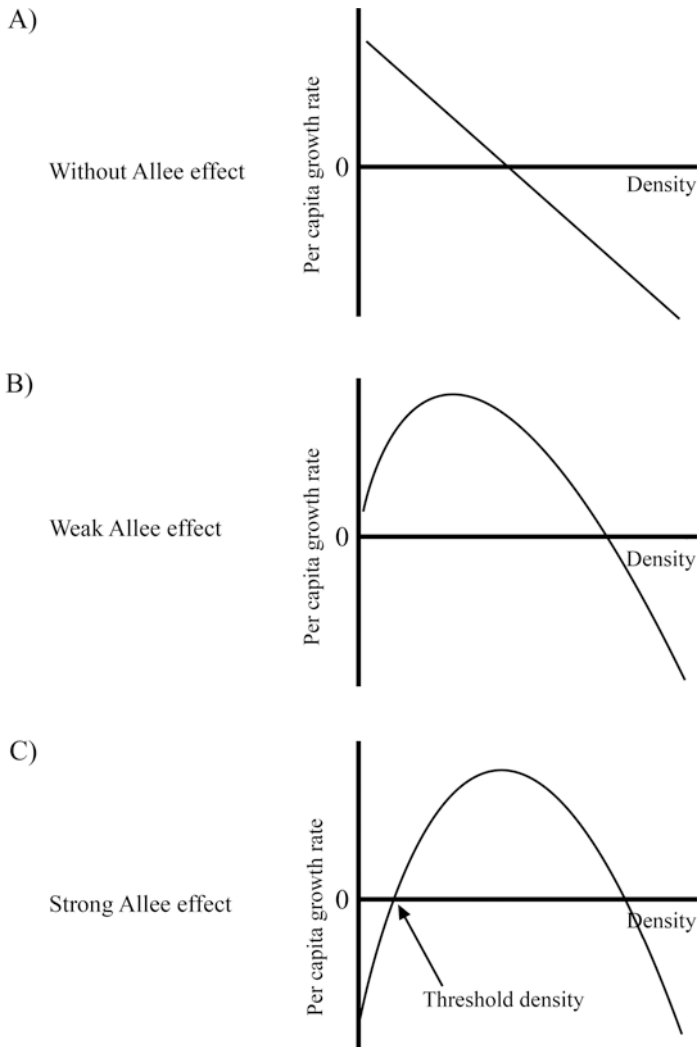 A)
Without Allee effect
Per capita growth rate
0
Density
B)
Weak Allee effect
Per capita growth rate
0
Density
C)
Strong Allee effect
Per capita growth rate
0
Density
Threshold density